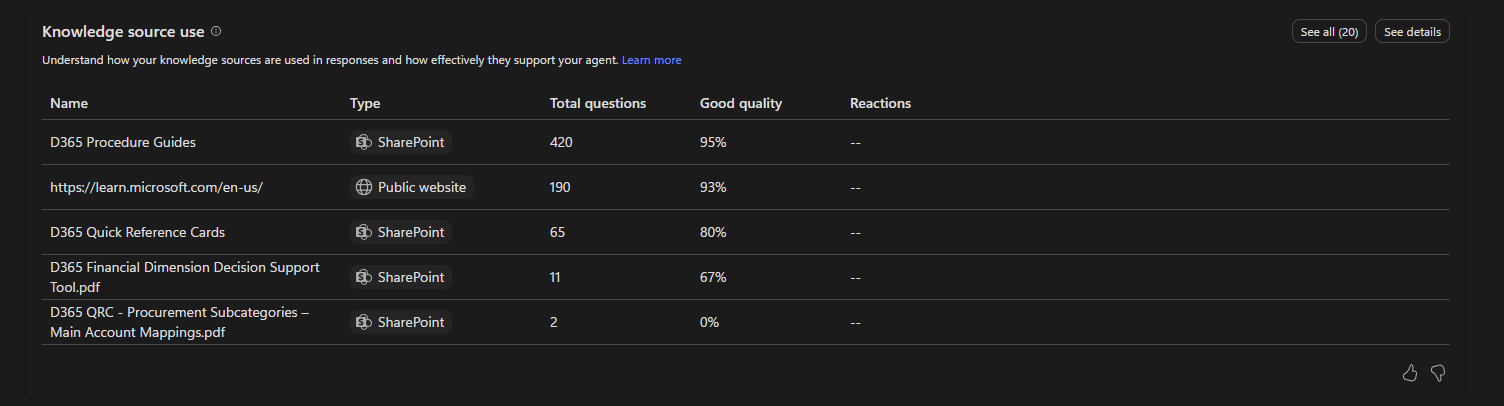 Knowledge source use
See all (20) See details
Understand how your knowledge sources are used in responses and how effectively they support your agent. Learn more
Name Type Total questions Good quality Reactions
D365 Procedure Guides SharePoint 420 95% --
https://learn.microsoft.com/en-us/ Public website 190 93% --
D365 Quick Reference Cards SharePoint 65 80% --
D365 Financial Dimension Decision Support
Tool.pdf SharePoint 11 67% --
D365 QRC - Procurement Subcategories –
Main Account Mappings.pdf SharePoint 2 0% --